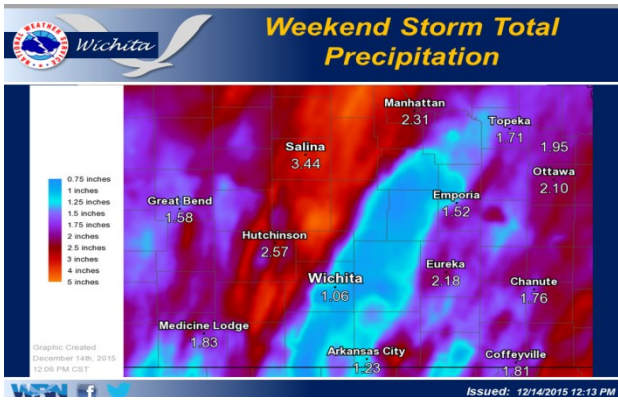 NATIONAL WEATHER SERVICE
Wichita
Weekend Storm Total
Precipitation
Manhattan
2.31
Topeka
1.71
1.95
Salina
3.44
Ottawa
2.10
0.75 inches
1 inches
1.25 inches
1.5 inches
1.75 inches
2 inches
2.5 inches
3 inches
4 inches
5 inches
Great Bend
1.58
Emporia
1.52
Hutchinson
2.57
Eureka
2.18
Wichita
1.06
Chanute
1.76
Medicine Lodge
1.83
Arkansas City
1.23
Coffeyville
1.81
Graphic Created
December 14th, 2015
12:06 PM CST
f
Issued: 12/14/2015 12:13 PM